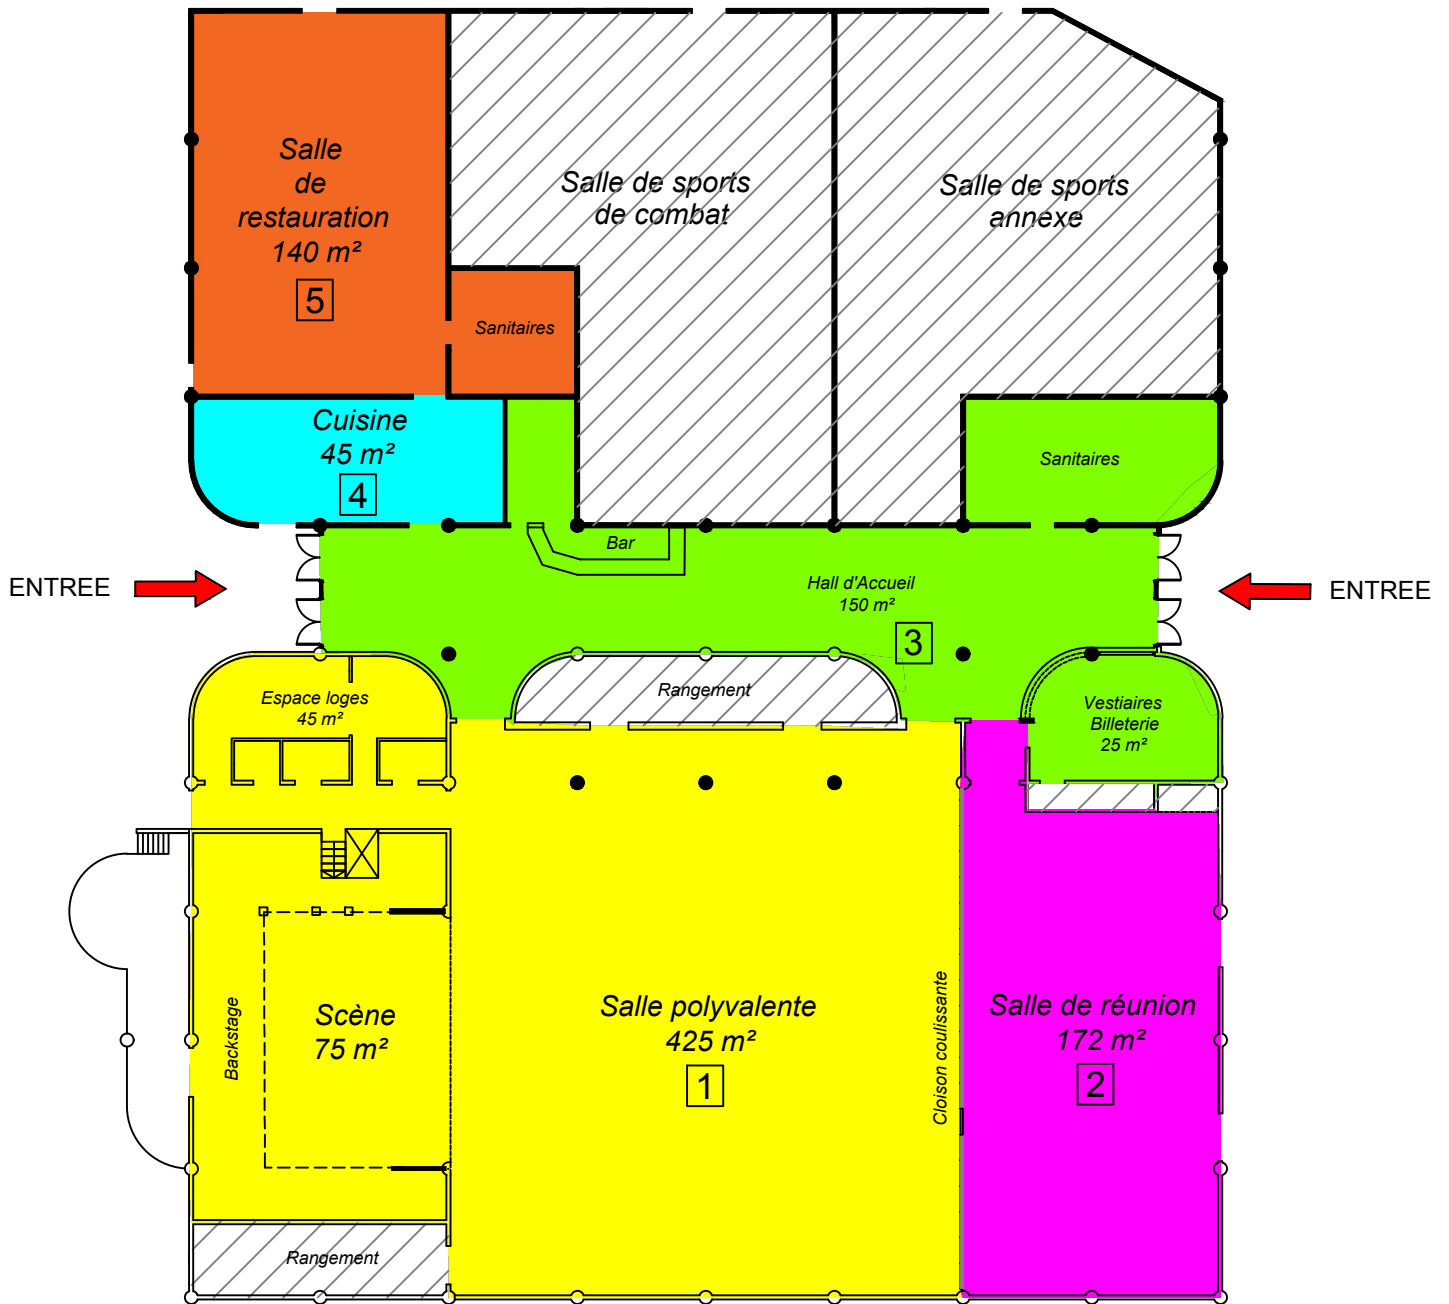 Salle
de
restauration
140 m²
5
Salle de sports
de combat
Salle de sports
annexe
Sanitaires
Cuisine
45 m²
4
Sanitaires
Bar
ENTREE
Hall d'Accueil
150 m²
3
ENTREE
Espace loges
45 m²
Rangement
Vestiaires
Billeterie
25 m²
Backstage
Scène
75 m²
Salle polyvalente
425 m²
1
Cloison coulissante
Salle de réunion
172 m²
2
Rangement